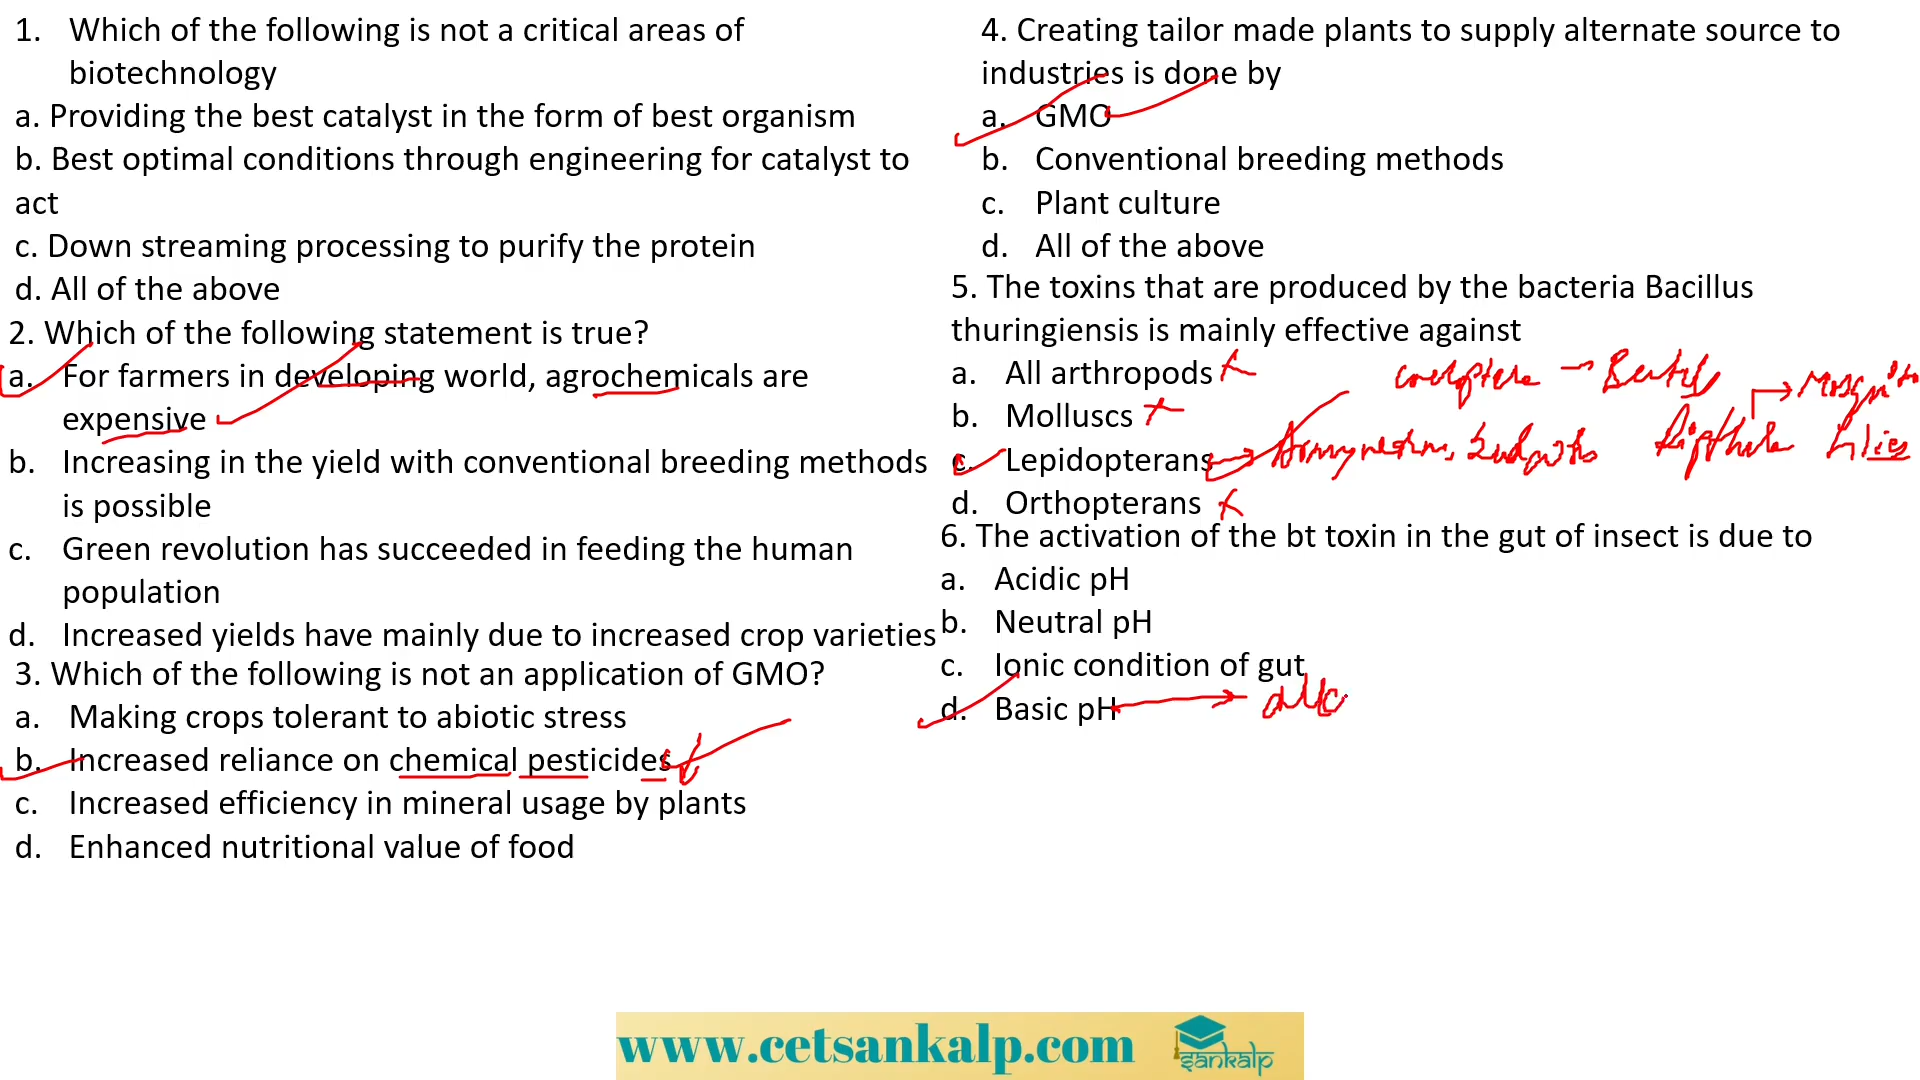 1. Which of the following is not a critical areas of
biotechnology
a. Providing the best catalyst in the form of best organism
b. Best optimal conditions through engineering for catalyst to
act
c. Down streaming processing to purify the protein
d. All of the above
2. Which of the following statement is true?
a. For farmers in developing world, agrochemicals are
expensive
b. Increasing in the yield with conventional breeding methods
is possible
c. Green revolution has succeeded in feeding the human
population
d. Increased yields have mainly due to increased crop varieties
3. Which of the following is not an application of GMO?
a. Making crops tolerant to abiotic stress
b. Increased reliance on chemical pesticides
c. Increased efficiency in mineral usage by plants
d. Enhanced nutritional value of food
4. Creating tailor made plants to supply alternate source to
industries is done by
a. GMO
b. Conventional breeding methods
c. Plant culture
d. All of the above
5. The toxins that are produced by the bacteria Bacillus
thuringiensis is mainly effective against
a. All arthropods
b. Molluscs
c. Lepidopterans
d. Orthopterans
6. The activation of the bt toxin in the gut of insect is due to
a. Acidic pH
b. Neutral pH
c. Ionic condition of gut
d. Basic pH
www.cetsankalp.com
sankalp